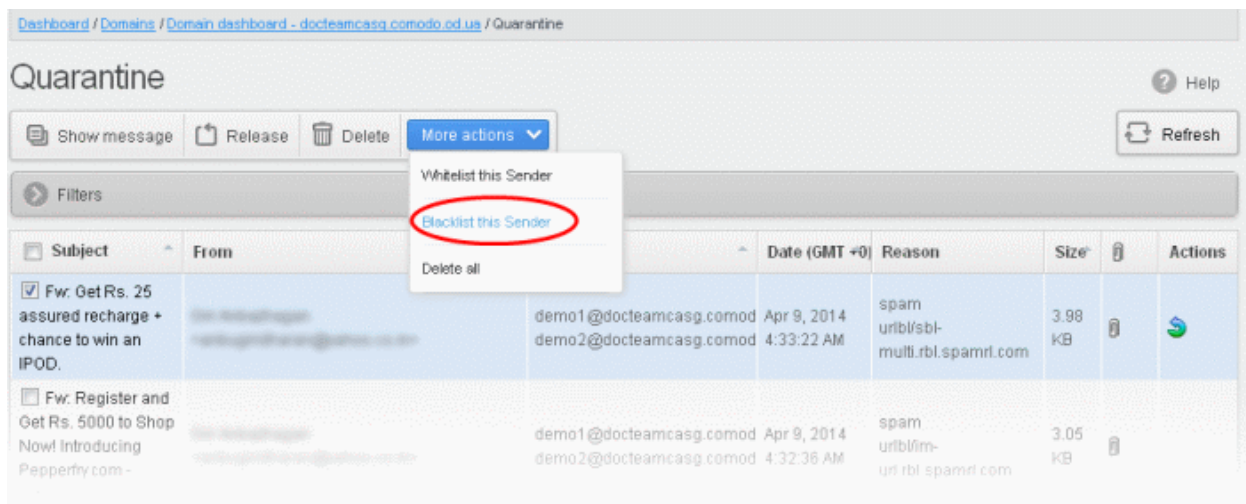 Dashboard / Domains / Domain dashboard - docteamcasg.comodo.od.ua / Quarantine
Quarantine
Help
Show message
Release
Delete
More actions
Refresh
Whitelist this Sender
Filters
Blacklist this Sender
Delete all
Subject
From
Date (GMT +0)
Reason
Size
Actions
Fw: Get Rs. 25
assured recharge +
chance to win an
IPOD.
demo1@docteamcasg.comod
demo2@docteamcasg.comod
Apr 9, 2014
4:33:22 AM
spam
urlbl/sbl-
multi.rbl.spamrl.com
3.98
KB
Fw: Register and
Get Rs. 5000 to Shop
Now! Introducing
Pepperfry.com -
demo1@docteamcasg.comod
demo2@docteamcasg.comod
Apr 9, 2014
4:32:36 AM
spam
urlbl/im-
url.rbl.spamrl.com
3.05
KB